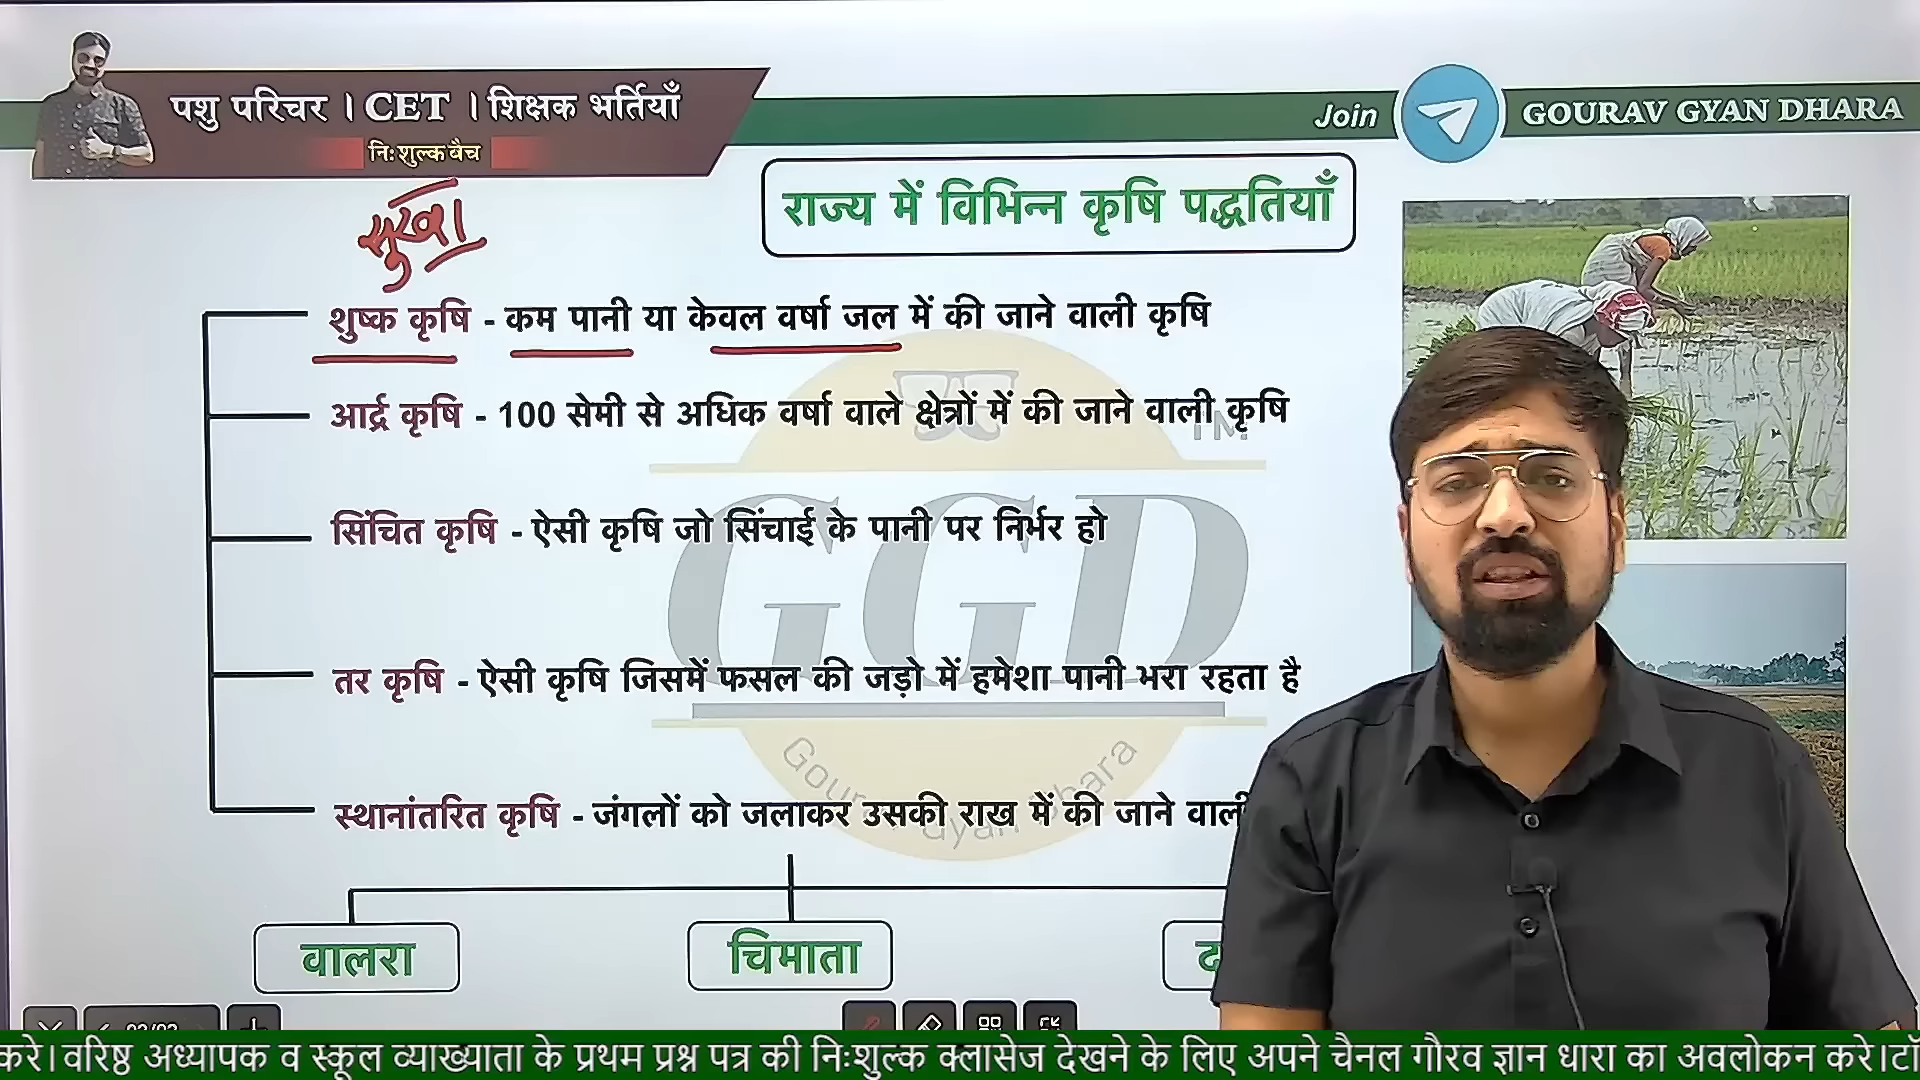 पशु परिचर । CET । शिक्षक भर्तियाँ
निःशुल्क बैच
Join
GOURAV GYAN DHARA
राज्य में विभिन्न कृषि पद्धतियाँ
सुखा
शुष्क कृषि - कम पानी या केवल वर्षा जल में की जाने वाली कृषि
आर्द्र कृषि - 100 सेमी से अधिक वर्षा वाले क्षेत्रों में की जाने वाली कृषि
TM
सिंचित कृषि - ऐसी कृषि जो सिंचाई के पानी पर निर्भर हो
GGD
तर कृषि - ऐसी कृषि जिसमें फसल की जड़ो में हमेशा पानी भरा रहता है
स्थानांतरित कृषि - जंगलों को जलाकर उसकी राख में की जाने वाली
वालरा
चिमाता
करे।वरिष्ठ अध्यापक व स्कूल व्याख्याता के प्रथम प्रश्न पत्र की निःशुल्क क्लासेज देखने के लिए अपने चैनल गौरव ज्ञान धारा का अवलोकन करे।